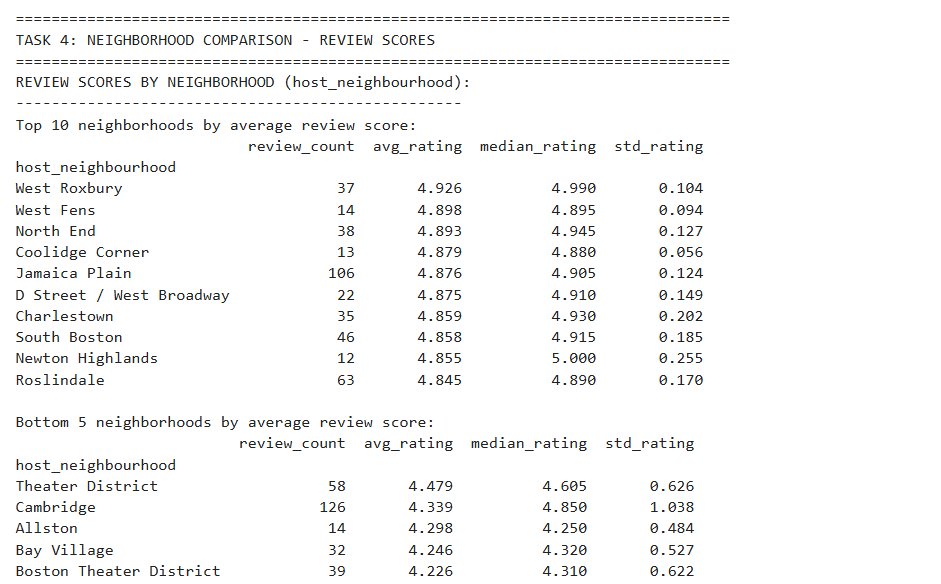 ================================================================================
TASK 4: NEIGHBORHOOD COMPARISON - REVIEW SCORES
================================================================================
REVIEW SCORES BY NEIGHBORHOOD (host_neighbourhood):
--------------------------------------------------
Top 10 neighborhoods by average review score:
                          review_count  avg_rating  median_rating  std_rating
host_neighbourhood
West Roxbury                        37       4.926          4.990       0.104
West Fens                           14       4.898          4.895       0.094
North End                           38       4.893          4.945       0.127
Coolidge Corner                     13       4.879          4.880       0.056
Jamaica Plain                      106       4.876          4.905       0.124
D Street / West Broadway            22       4.875          4.910       0.149
Charlestown                         35       4.859          4.930       0.202
South Boston                        46       4.858          4.915       0.185
Newton Highlands                    12       4.855          5.000       0.255
Roslindale                          63       4.845          4.890       0.170

Bottom 5 neighborhoods by average review score:
                         review_count  avg_rating  median_rating  std_rating
host_neighbourhood
Theater District                   58       4.479          4.605       0.626
Cambridge                         126       4.339          4.850       1.038
Allston                            14       4.298          4.250       0.484
Bay Village                        32       4.246          4.320       0.527
Boston Theater District            39       4.226          4.310       0.622